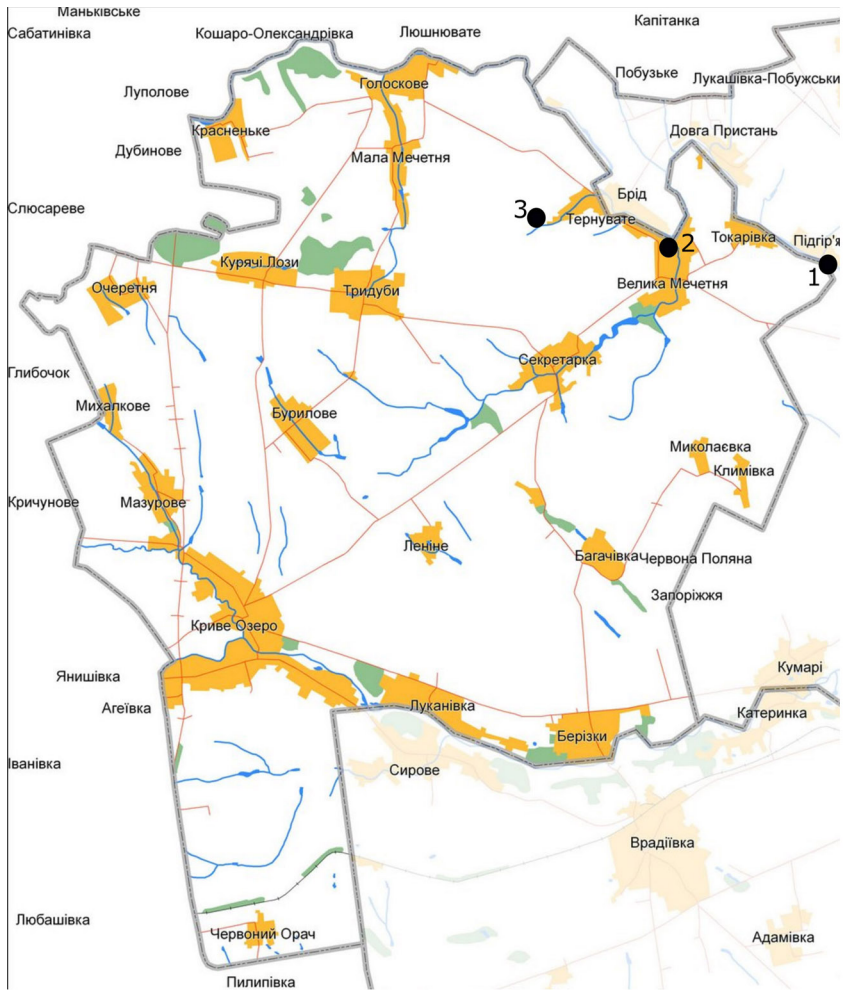 Маньківське
Сабатинівка
Кошаро-Олександрівка
Люшнювате
Капітанка
Побузьке
Лукашівка-Побужськи
Луполове
Голоскове
Красненьке
Довга Пристань
Дубинове
Мала Мечетня
Брід
Слюсареве
3
Тернувате
2
Токарівка
Підгір'я
Курячі Лози
1
Очеретня
Тридуби
Велика Мечетня
Секретарка
Глибочок
Михалкове
Бурилове
Миколаєвка
Климівка
Кричунове
Мазурове
Леніне
Багачівка
Червона Поляна
Запоріжжя
Криве Озеро
Янишівка
Кумарі
Агеївка
Луканівка
Катеринка
Берізки
Іванівка
Сирове
Врадіївка
Любашівка
Червоний Орач
Адамівка
Пилипівка